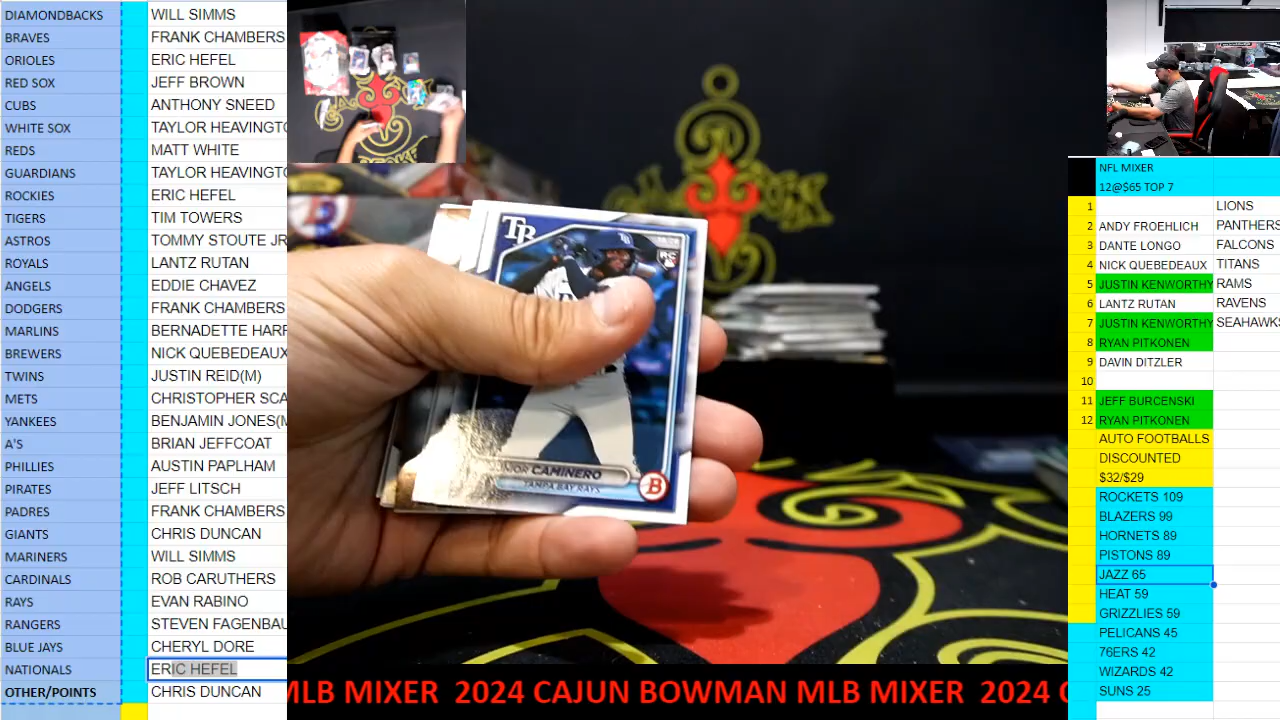 DIAMONDBACKS WILL SIMMS
BRAVES FRANK CHAMBERS
ORIOLES ERIC HEFEL
RED SOX JEFF BROWN
CUBS ANTHONY SNEED
WHITE SOX TAYLOR HEAVINGTO
REDS MATT WHITE
GUARDIANS TAYLOR HEAVINGTO
ROCKIES ERIC HEFEL
TIGERS TIM TOWERS
ASTROS TOMMY STOUTE JR
ROYALS LANTZ RUTAN
ANGELS EDDIE CHAVEZ
DODGERS FRANK CHAMBERS
MARLINS BERNADETTE HARR
BREWERS NICK QUEBEDEAUX
TWINS JUSTIN REID(M)
METS CHRISTOPHER SCA
YANKEES BENJAMIN JONES(M
A'S BRIAN JEFFCOAT
PHILLIES AUSTIN PAPLHAM
PIRATES JEFF LITSCH
PADRES FRANK CHAMBERS
GIANTS CHRIS DUNCAN
MARINERS WILL SIMMS
CARDINALS ROB CARUTHERS
RAYS EVAN RABINO
RANGERS STEVEN FAGENBAU
BLUE JAYS CHERYL DORE
NATIONALS ERIC HEFEL
OTHER/POINTS CHRIS DUNCAN
TB
RC
CAMINERO
TAMPA BAY RAYS
B
MLB MIXER 2024 CAJUN BOWMAN MLB MIXER 2024 C
NFL MIXER
12@$65 TOP 7
1 LIONS
2 ANDY FROEHLICH PANTHERS
3 DANTE LONGO FALCONS
4 NICK QUEBEDEAUX TITANS
5 JUSTIN KENWORTHY RAMS
6 LANTZ RUTAN RAVENS
7 JUSTIN KENWORTHY SEAHAWKS
8 RYAN PITKONEN
9 DAVIN DITZLER
10
11 JEFF BURCENSKI
12 RYAN PITKONEN
AUTO FOOTBALLS
DISCOUNTED
$32/$29
ROCKETS 109
BLAZERS 99
HORNETS 89
PISTONS 89
JAZZ 65
HEAT 59
GRIZZLIES 59
PELICANS 45
76ERS 42
WIZARDS 42
SUNS 25